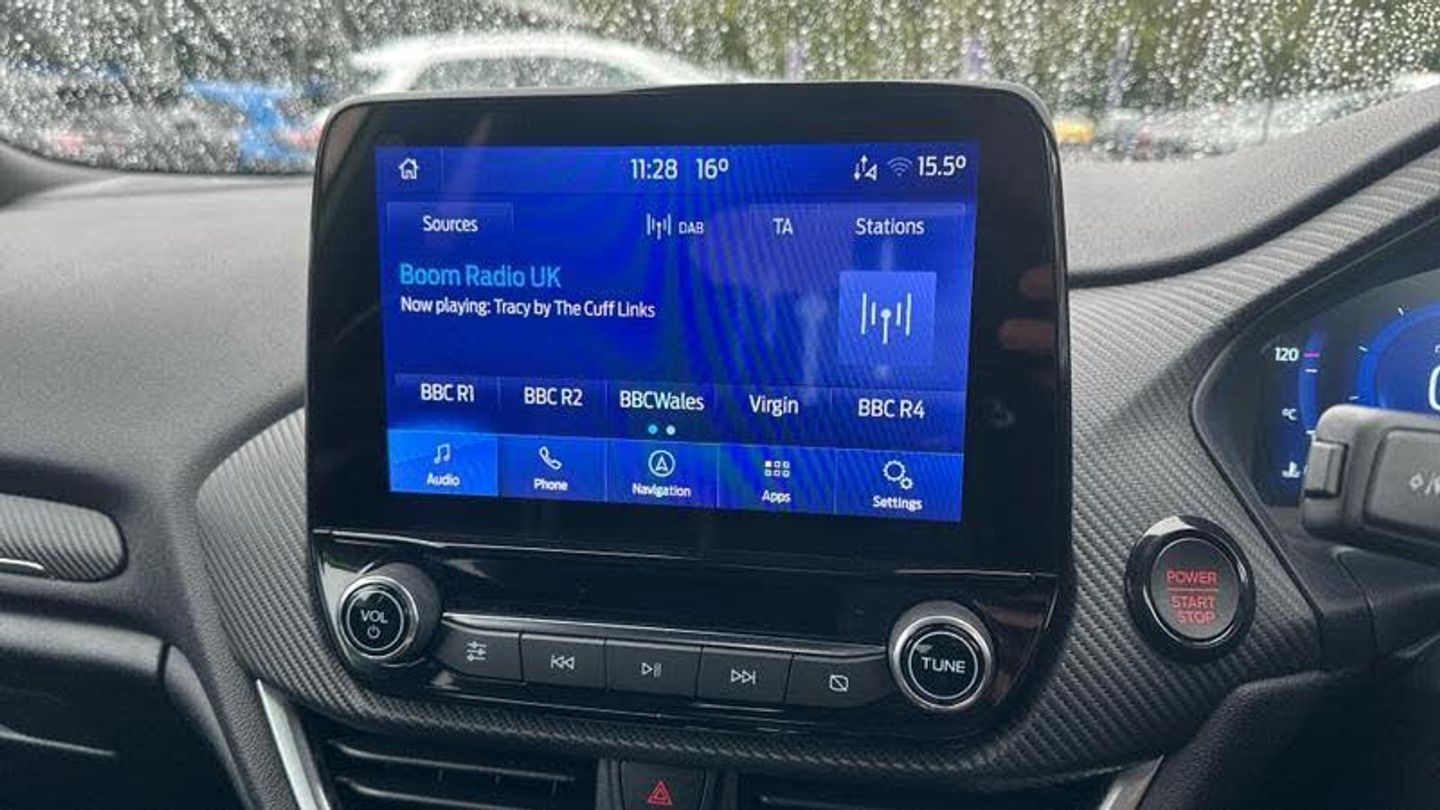 11:28 16° 15.5°
Sources DAB TA Stations
Boom Radio UK
Now playing: Tracy by The Cuff Links
BBC R1 BBC R2 BBCWales Virgin BBC R4
Audio Phone Navigation Apps Settings
120
°C
VOL
TUNE
POWER
START
STOP